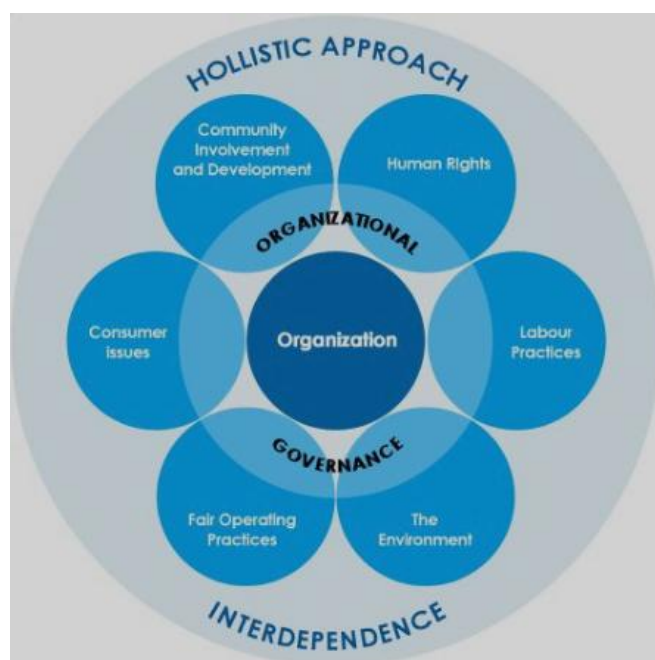 HOLLISTIC APPROACH
Community
Involvement
and Development
Human Rights
ORGANIZATIONAL
Consumer
issues
Organization
Labour
Practices
GOVERNANCE
Fair Operating
Practices
The
Environment
INTERDEPENDENCE